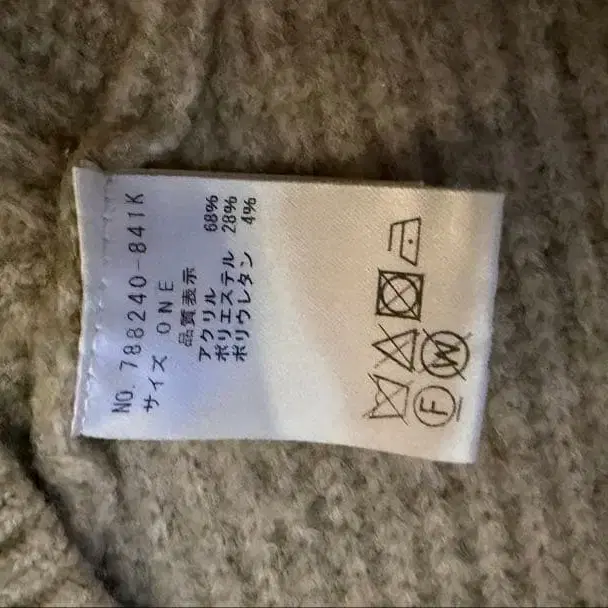 NO. 788240-841K
サイズ ONE
品質表示
アクリル 68%
ポリエステル 28%
ポリウレタン 4%
F W